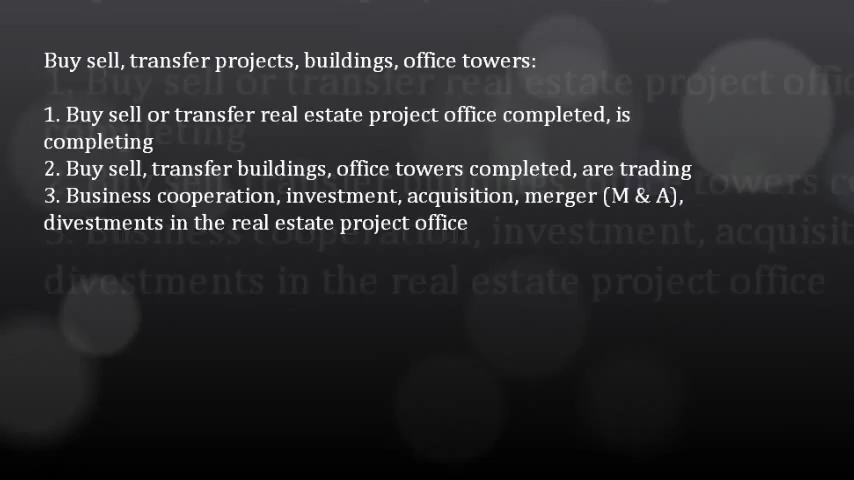 Buy sell, transfer projects, buildings, office towers:
1. Buy sell or transfer real estate project office completed, is
completing
2. Buy sell, transfer buildings, office towers completed, are trading
3. Business cooperation, investment, acquisition, merger (M & A),
divestments in the real estate project office